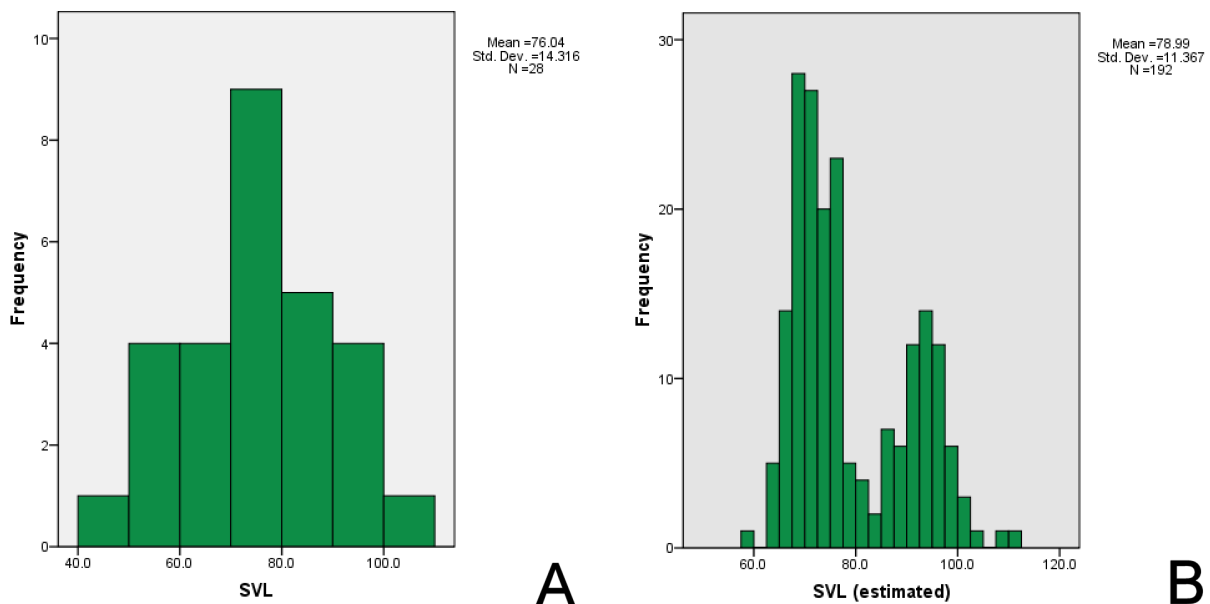 Mean =76.04
Std. Dev. =14.316
N =28
10
8
6
4
2
0
Frequency
40.0 60.0 80.0 100.0
SVL
A
Mean =78.99
Std. Dev. =11.367
N =192
30
20
10
0
Frequency
60.0 80.0 100.0 120.0
SVL (estimated)
B